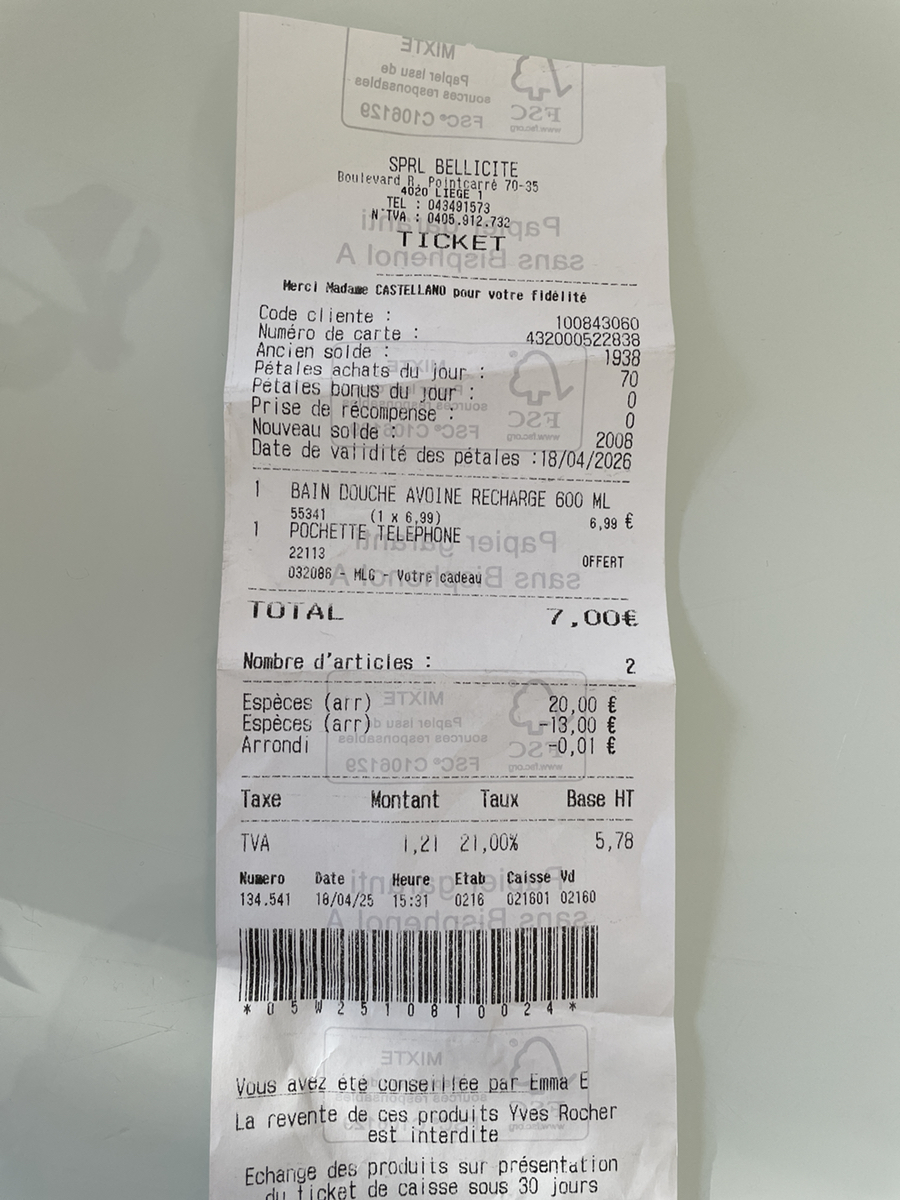 SPRL BELLICITE
Boulevard R. Pointcarré 70-35
4020 LIEGE 1
TEL : 043491573
N°TVA : 0405.912.732
TICKET
Merci Madame CASTELLANO pour votre fidélité
Code cliente : 100843060
Numéro de carte : 432000522838
Ancien solde : 1938
Pétales achats du jour : 70
Pétales bonus du jour : 0
Prise de récompense : 0
Nouveau solde : 2008
Date de validité des pétales :18/04/2026
1 BAIN DOUCHE AVOINE RECHARGE 600 ML
55341 (1 x 6,99) 6,99 €
1 POCHETTE TELEPHONE
22113 OFFERT
032086 - MLG - Votre cadeau
TOTAL 7,00€
Nombre d'articles : 2
Espèces (arr) 20,00 €
Espèces (arr) -13,00 €
Arrondi -0,01 €
Taxe Montant Taux Base HT
TVA 1,21 21,00% 5,78
Numero Date Heure Etab Caisse Vd
134.541 18/04/25 15:31 0216 021601 02160
*05W2510810024*
Vous avez été conseillée par Emma E
La revente de ces produits Yves Rocher
est interdite
Echange des produits sur présentation
du ticket de caisse sous 30 jours